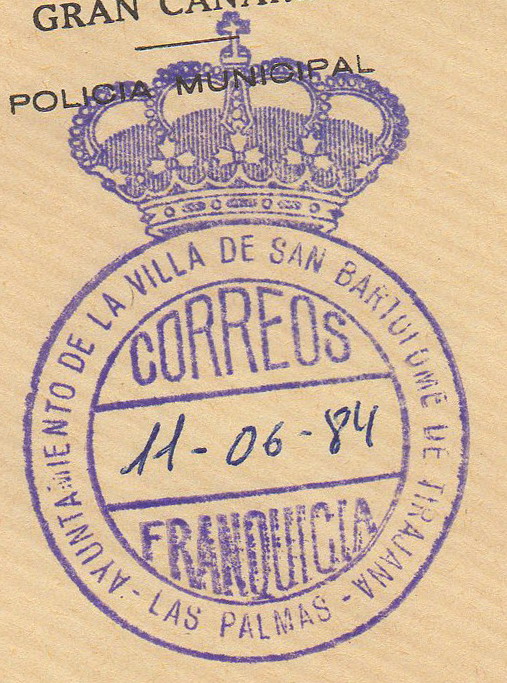 GRAN CANAR
POLICIA MUNICIPAL
AYUNTAMIENTO DE LA VILLA DE SAN BARTOLOME DE TIRAJANA -
CORREOS
11-06-84
FRANQUICIA
- LAS PALMAS -